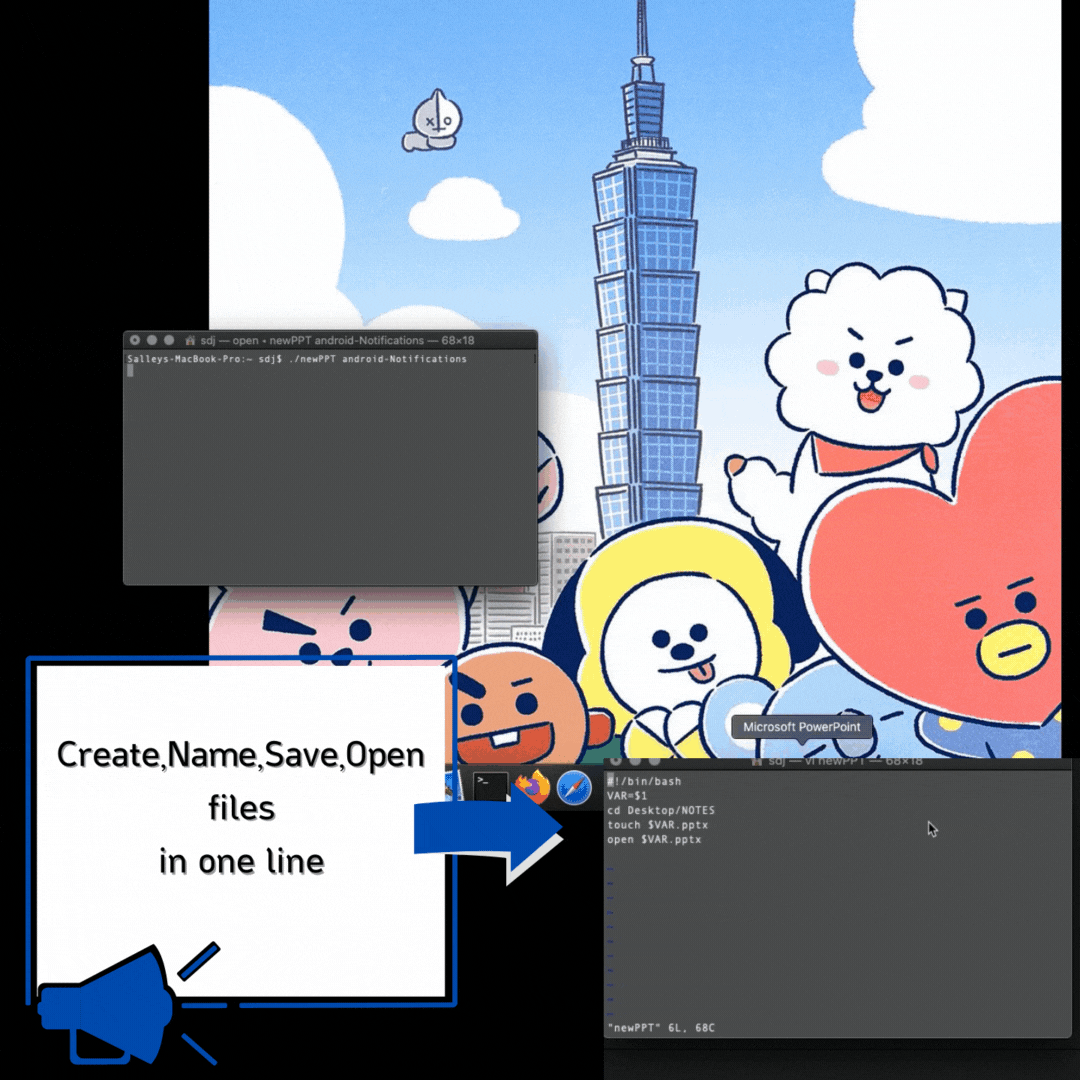 sdj — open • newPPT android-Notifications — 68×18
Salleys-MacBook-Pro:~ sdj$ ./newPPT android-Notifications
Create,Name,Save,Open
files
in one line
Microsoft PowerPoint
>_
sdj — vi newPPT — 68×18
#!/bin/bash
VAR=$1
cd Desktop/NOTES
touch $VAR.pptx
open $VAR.pptx
~
~
~
~
~
~
~
~
~
~
~
"newPPT" 6L, 68C